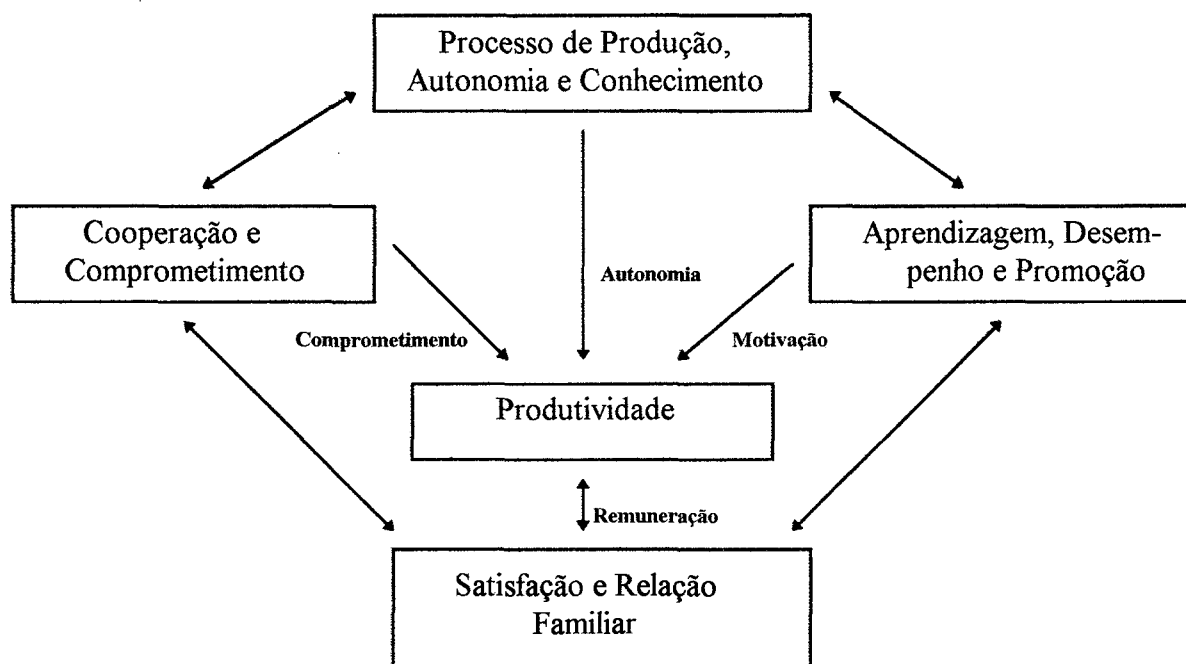 Processo de Produção,
Autonomia e Conhecimento
Cooperação e
Comprometimento
Aprendizagem, Desem-
penho e Promoção
Autonomia
Comprometimento
Motivação
Produtividade
Remuneração
Satisfação e Relação
Familiar